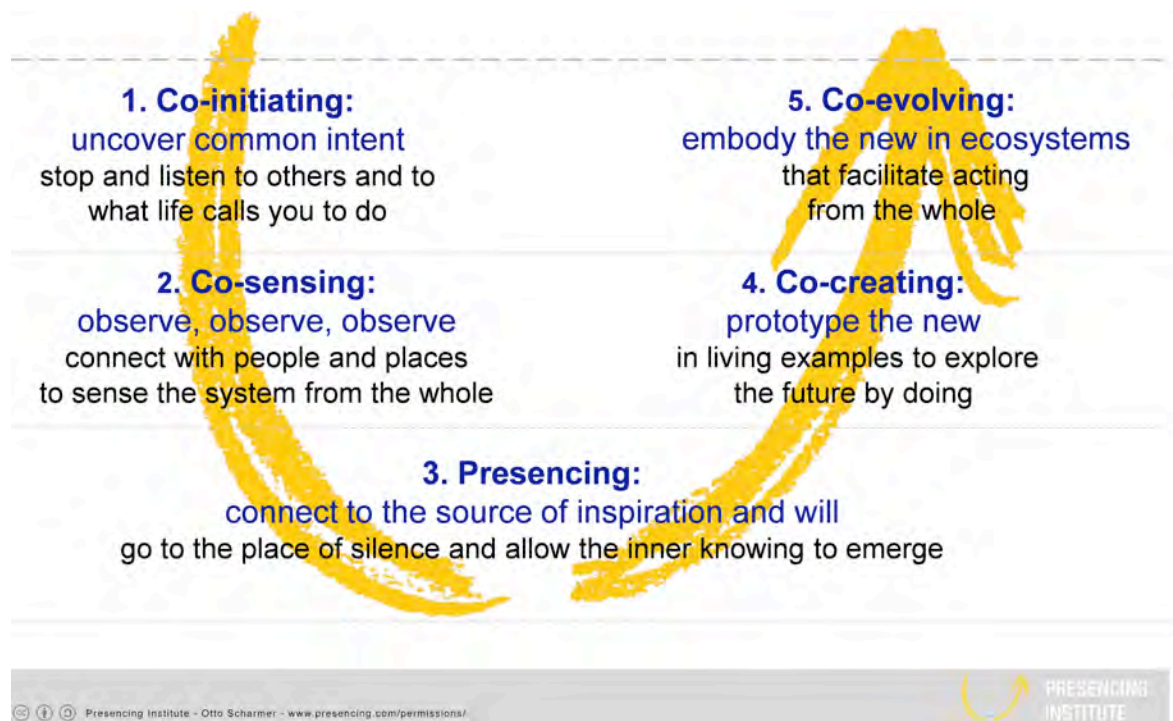 1. Co-initiating:
uncover common intent
stop and listen to others and to
what life calls you to do
2. Co-sensing:
observe, observe, observe
connect with people and places
to sense the system from the whole
3. Presencing:
connect to the source of inspiration and will
go to the place of silence and allow the inner knowing to emerge
4. Co-creating:
prototype the new
in living examples to explore
the future by doing
5. Co-evolving:
embody the new in ecosystems
that facilitate acting
from the whole
Presencing Institute - Otto Scharmer - www.presencing.com/permissions/
PRESENCING
INSTITUTE